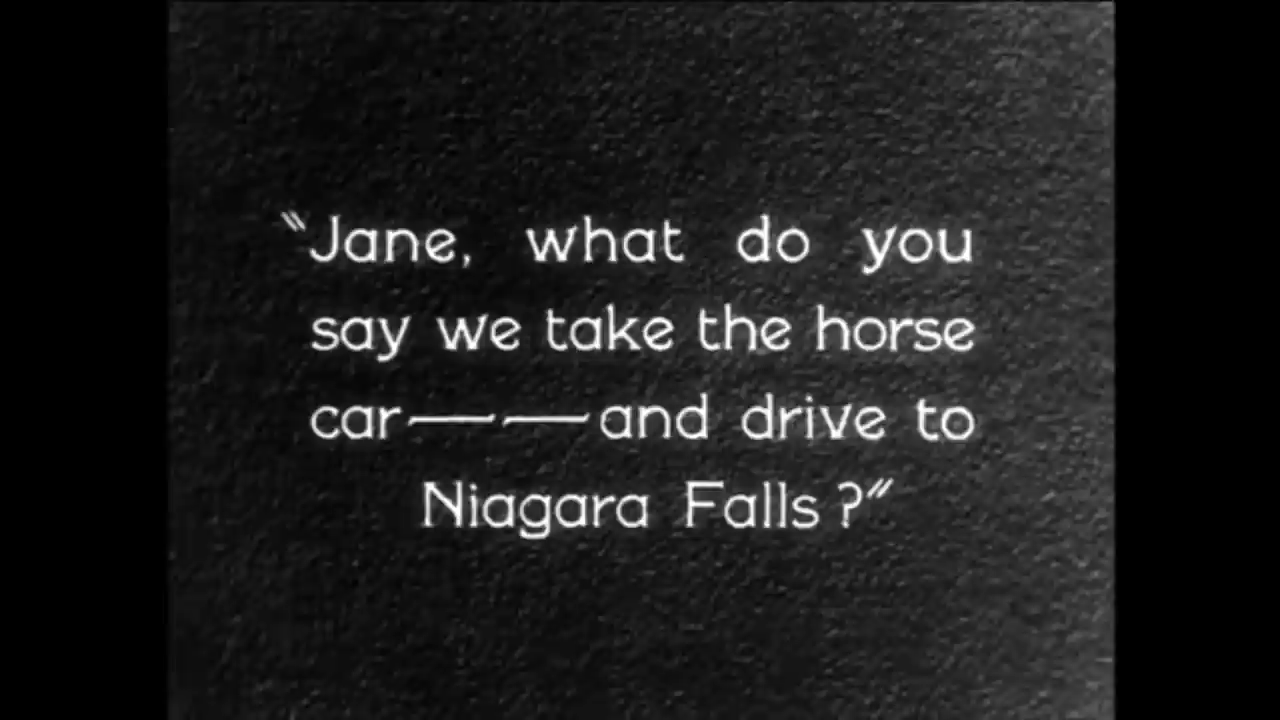 "Jane, what do you
say we take the horse
car——and drive to
Niagara Falls?"